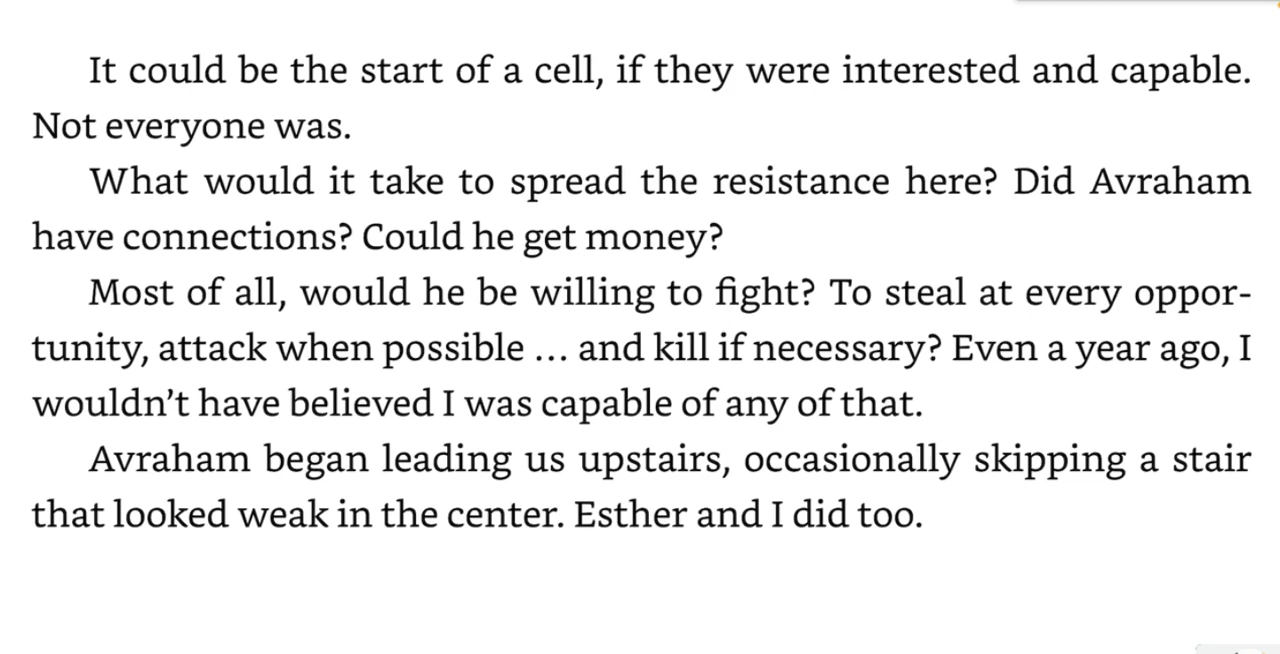 It could be the start of a cell, if they were interested and capable.
Not everyone was.
What would it take to spread the resistance here? Did Avraham
have connections? Could he get money?
Most of all, would he be willing to fight? To steal at every oppor-
tunity, attack when possible … and kill if necessary? Even a year ago, I
wouldn’t have believed I was capable of any of that.
Avraham began leading us upstairs, occasionally skipping a stair
that looked weak in the center. Esther and I did too.